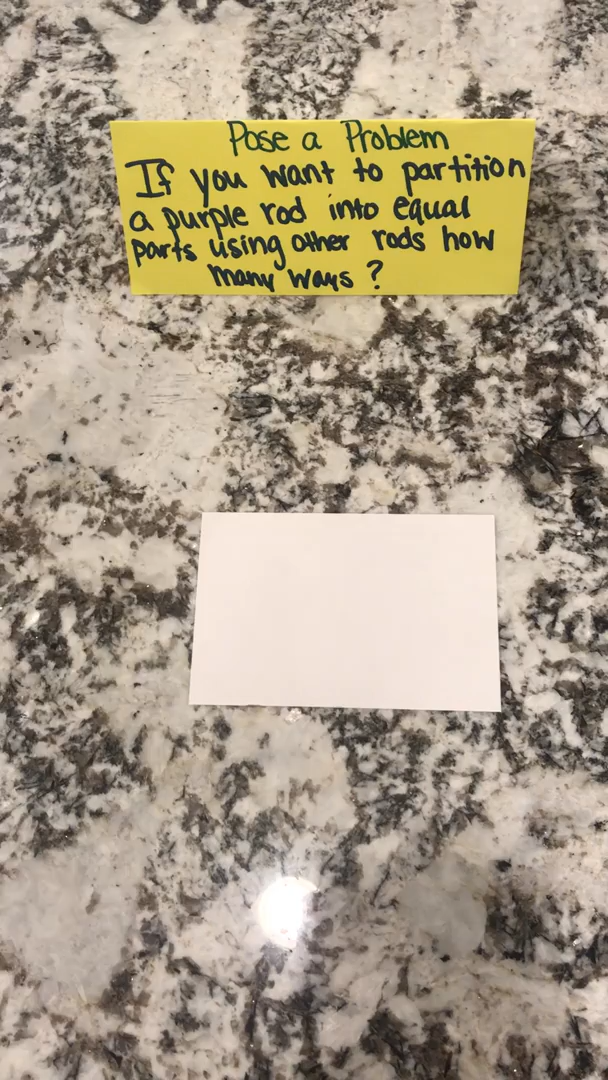 Pose a Problem
If you want to partition
a purple rod into equal
parts using other rods how
many ways?